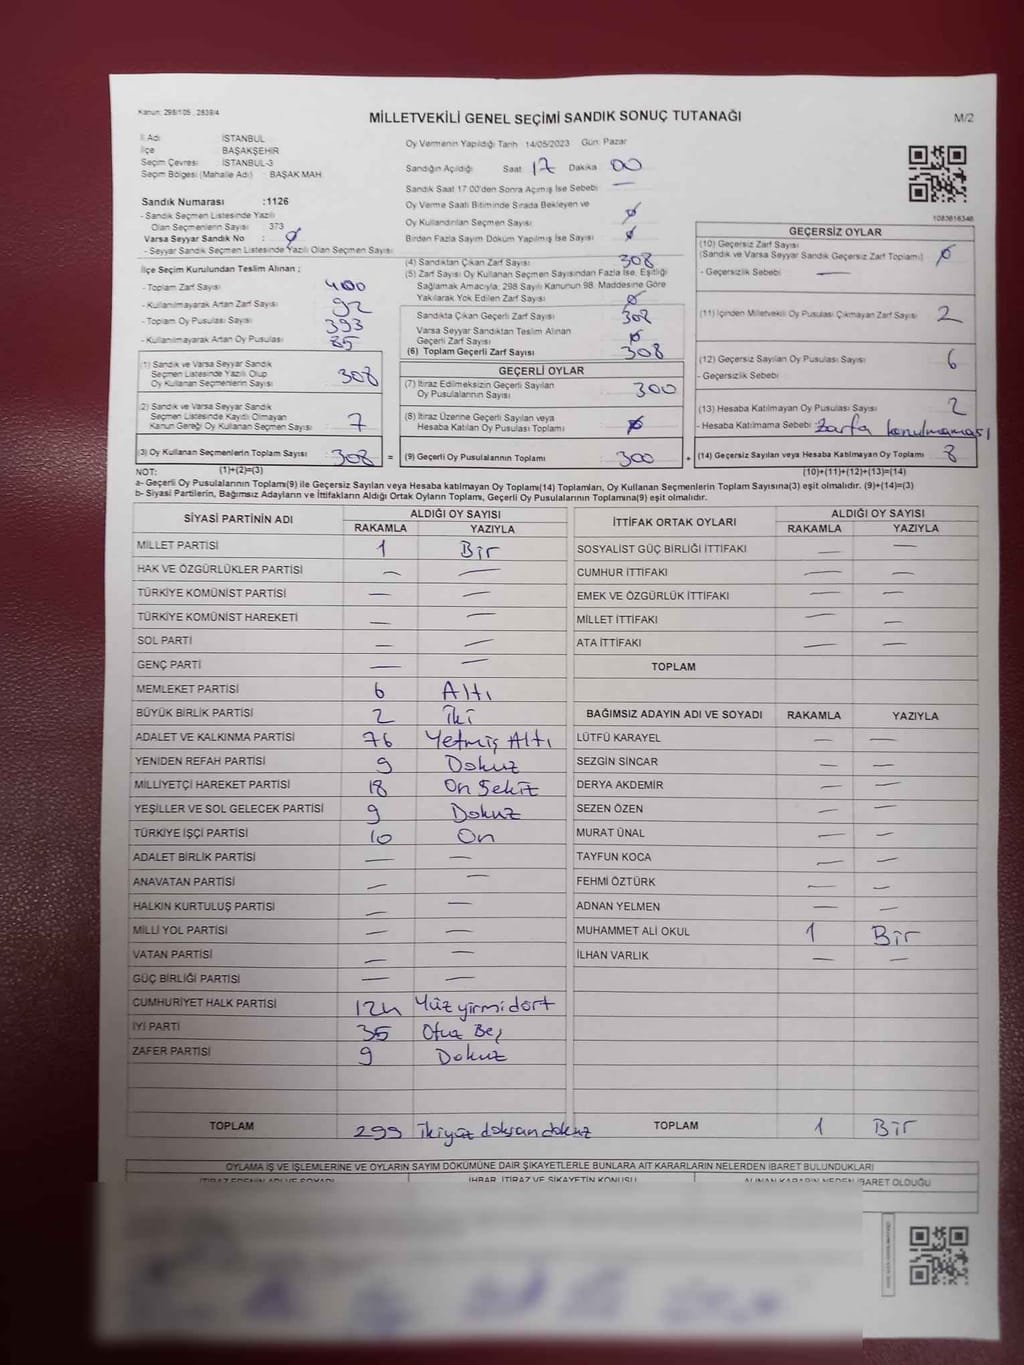 Kanun: 298/105 , 2839/4
MİLLETVEKİLİ GENEL SEÇİMİ SANDIK SONUÇ TUTANAĞI
M/2
İl Adı : İSTANBUL
İlçe : BAŞAKŞEHİR
Seçim Çevresi : İSTANBUL-3
Seçim Bölgesi (Mahalle Adı) : BAŞAK MAH.
Sandık Numarası :1126
- Sandık Seçmen Listesinde Yazılı
Olan Seçmenlerin Sayısı : 373
Varsa Seyyar Sandık No : ø
- Seyyar Sandık Seçmen Listesinde Yazılı Olan Seçmen Sayısı
Oy Vermenin Yapıldığı Tarih 14/05/2023 Gün: Pazar
Sandığın Açıldığı Saat 17 Dakika 00
Sandık Saat 17:00'den Sonra Açılmış İse Sebebi —
Oy Verme Saati Bitiminde Sırada Bekleyen ve
Oy Kullandırılan Seçmen Sayısı ø
Birden Fazla Sayım Döküm Yapılmış İse Sayısı ø
1083616346
İlçe Seçim Kurulundan Teslim Alınan ;
- Toplam Zarf Sayısı 400
- Kullanılmayarak Artan Zarf Sayısı 92
- Toplam Oy Pusulası Sayısı 393
- Kullanılmayarak Artan Oy Pusulası 85
(4) Sandıktan Çıkan Zarf Sayısı 308
(5) Zarf Sayısı Oy Kullanan Seçmen Sayısından Fazla İse, Eşitliği
Sağlamak Amacıyla, 298 Sayılı Kanunun 98. Maddesine Göre
Yakılarak Yok Edilen Zarf Sayısı ø
Sandıkta Çıkan Geçerli Zarf Sayısı 308
Varsa Seyyar Sandıktan Teslim Alınan
Geçerli Zarf Sayısı ø
(6) Toplam Geçerli Zarf Sayısı 308
GEÇERSİZ OYLAR
(10) Geçersiz Zarf Sayısı
(Sandık ve Varsa Seyyar Sandık Geçersiz Zarf Toplamı) ø
- Geçersizlik Sebebi : —
(11) İçinden Milletvekili Oy Pusulası Çıkmayan Zarf Sayısı 2
(12) Geçersiz Sayılan Oy Pusulası Sayısı 6
- Geçersizlik Sebebi :
(13) Hesaba Katılmayan Oy Pusulası Sayısı 2
- Hesaba Katılmama Sebebi : Zarfa konulmaması
(14) Geçersiz Sayılan veya Hesaba Katılmayan Oy Toplamı 8
(10)+(11)+(12)+(13)=(14)
(1) Sandık ve Varsa Seyyar Sandık
Seçmen Listesinde Yazılı Olup
Oy Kullanan Seçmenlerin Sayısı 308
(2) Sandık ve Varsa Seyyar Sandık
Seçmen Listesinde Kayıtlı Olmayan
Kanun Gereği Oy Kullanan Seçmen Sayısı 7
(3) Oy Kullanan Seçmenlerin Toplam Sayısı 308 =
NOT: (1)+(2)=(3)
GEÇERLİ OYLAR
(7) İtiraz Edilmeksizin Geçerli Sayılan
Oy Pusulalarının Sayısı 300
(8) İtiraz Üzerine Geçerli Sayılan veya
Hesaba Katılan Oy Pusulası Toplamı ø
(9) Geçerli Oy Pusulalarının Toplamı 300 +
a- Geçerli Oy Pusulalarının Toplamı(9) ile Geçersiz Sayılan veya Hesaba katılmayan Oy Toplamı(14) Toplamları, Oy Kullanan Seçmenlerin Toplam Sayısına(3) eşit olmalıdır. (9)+(14)=(3)
b- Siyasi Partilerin, Bağımsız Adayların ve İttifakların Aldığı Ortak Oyların Toplamı, Geçerli Oy Pusulalarının Toplamına(9) eşit olmalıdır.
SİYASİ PARTİNİN ADI ALDIĞI OY SAYISI
RAKAMLA YAZIYLA
MİLLET PARTİSİ 1 Bir
HAK VE ÖZGÜRLÜKLER PARTİSİ — —
TÜRKİYE KOMÜNİST PARTİSİ — —
TÜRKİYE KOMÜNİST HAREKETİ — —
SOL PARTİ — —
GENÇ PARTİ — —
MEMLEKET PARTİSİ 6 Altı
BÜYÜK BİRLİK PARTİSİ 2 İki
ADALET VE KALKINMA PARTİSİ 76 Yetmiş Altı
YENİDEN REFAH PARTİSİ 9 Dokuz
MİLLİYETÇİ HAREKET PARTİSİ 18 On Sekiz
YEŞİLLER VE SOL GELECEK PARTİSİ 9 Dokuz
TÜRKİYE İŞÇİ PARTİSİ 10 On
ADALET BİRLİK PARTİSİ — —
ANAVATAN PARTİSİ — —
HALKIN KURTULUŞ PARTİSİ — —
MİLLİ YOL PARTİSİ — —
VATAN PARTİSİ — —
GÜÇ BİRLİĞİ PARTİSİ — —
CUMHURİYET HALK PARTİSİ 124 Yüz yirmidört
İYİ PARTİ 35 Otuz Beş
ZAFER PARTİSİ 9 Dokuz
TOPLAM 299 ikiyüz doksandokuz
İTTİFAK ORTAK OYLARI ALDIĞI OY SAYISI
RAKAMLA YAZIYLA
SOSYALİST GÜÇ BİRLİĞİ İTTİFAKI — —
CUMHUR İTTİFAKI — —
EMEK VE ÖZGÜRLÜK İTTİFAKI — —
MİLLET İTTİFAKI — —
ATA İTTİFAKI — —
TOPLAM
BAĞIMSIZ ADAYIN ADI VE SOYADI RAKAMLA YAZIYLA
LÜTFÜ KARAYEL — —
SEZGİN SİNCAR — —
DERYA AKDEMİR — —
SEZEN ÖZEN — —
MURAT ÜNAL — —
TAYFUN KOCA — —
FEHMİ ÖZTÜRK — —
ADNAN YELMEN — —
MUHAMMET ALİ OKUL 1 Bir
İLHAN VARLIK — —
TOPLAM 1 Bir
OYLAMA İŞ VE İŞLEMLERİNE VE OYLARIN SAYIM DÖKÜMÜNE DAİR ŞİKAYETLERLE BUNLARA AİT KARARLARIN NELERDEN İBARET BULUNDUKLARI
İTİRAZ EDENİN ADI VE SOYADI İHBAR, İTİRAZ VE ŞİKAYETİN KONUSU ALINAN KARARIN NEDEN İBARET OLDUĞU